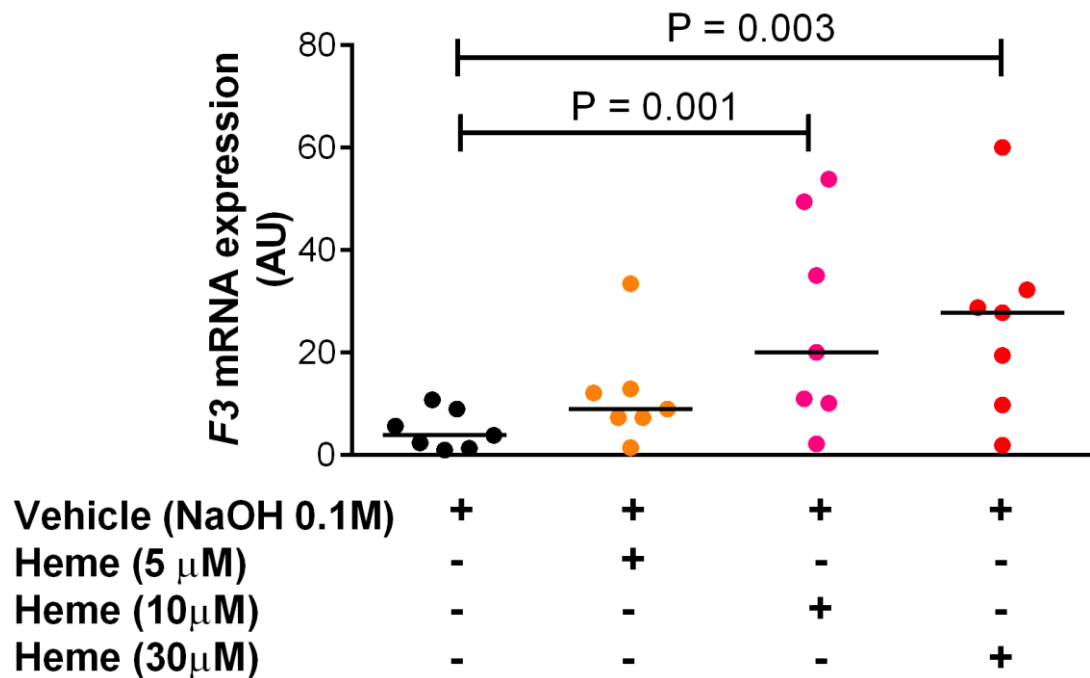 P = 0.003
P = 0.001
F3 mRNA expression
(AU)
80
60
40
20
0
Vehicle (NaOH 0.1M) + + + +
Heme (5 μM) - + - -
Heme (10μM) - - + -
Heme (30μM) - - - +